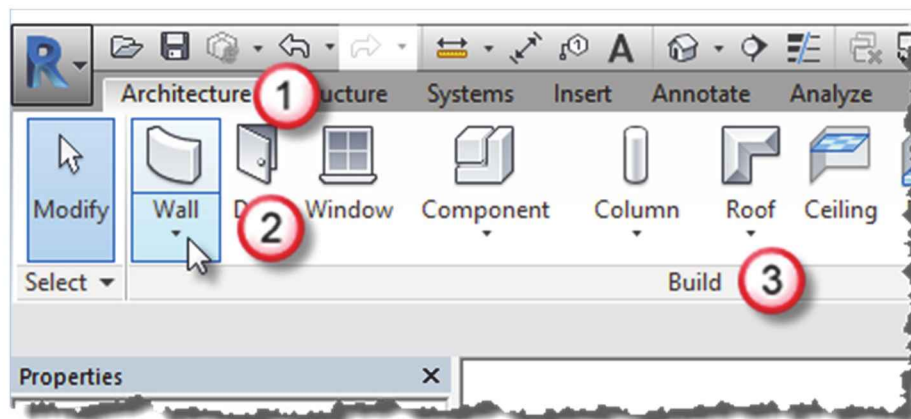 R A
Architecture 1 ucture Systems Insert Annotate Analyze
Modify Wall D 2 Window Component Column Roof Ceiling
Select Build 3
Properties